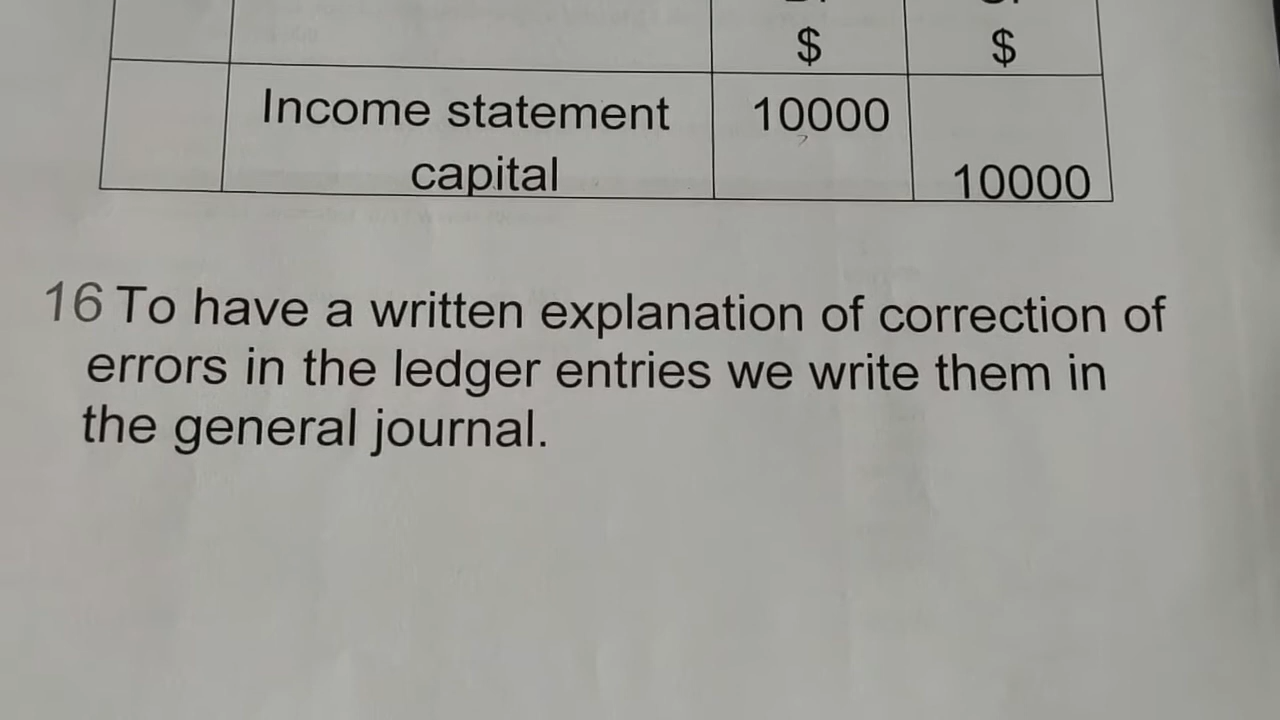 $ $
Income statement 10000
capital 10000
16 To have a written explanation of correction of
errors in the ledger entries we write them in
the general journal.